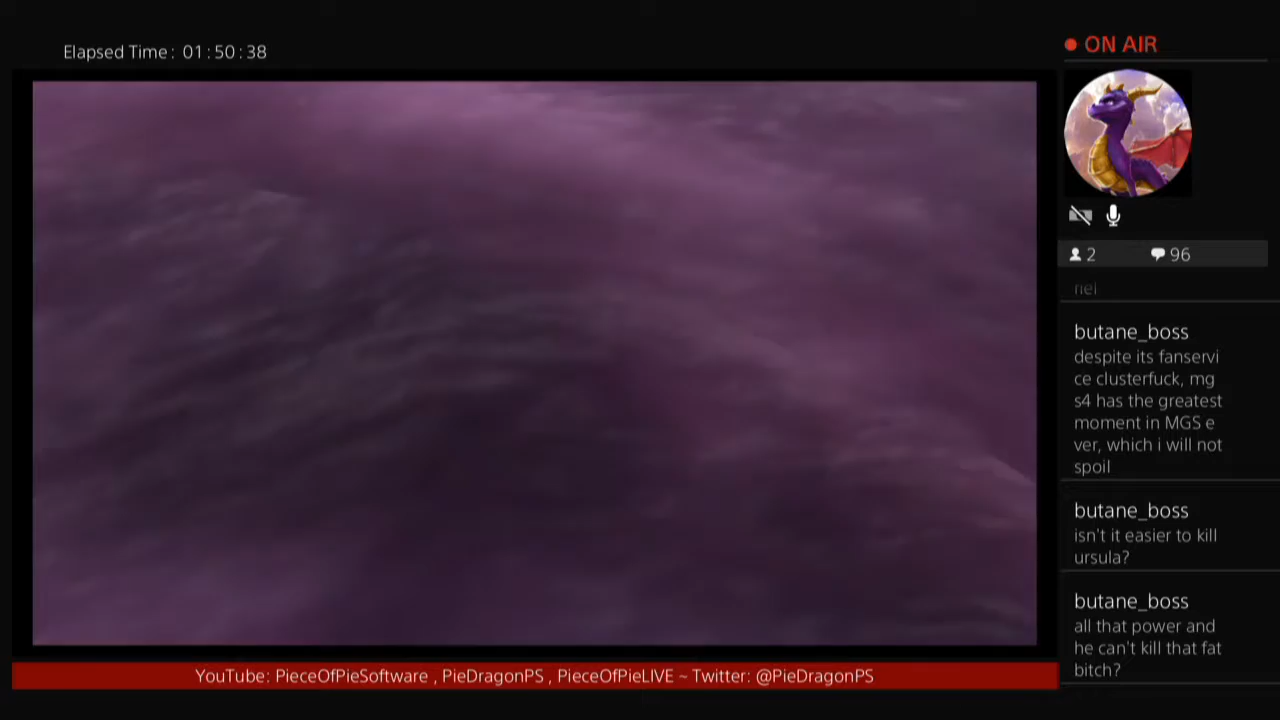 Elapsed Time: 01:50:38
ON AIR
2
96
butane_boss
despite its fanservi
ce clusterfuck, mg
s4 has the greatest
moment in MGS e
ver, which i will not
spoil
butane_boss
isn't it easier to kill
ursula?
butane_boss
all that power and
he can't kill that fat
bitch?
YouTube: PieceOfPieSoftware , PieDragonPS , PieceOfPieLIVE ~ Twitter: @PieDragonPS